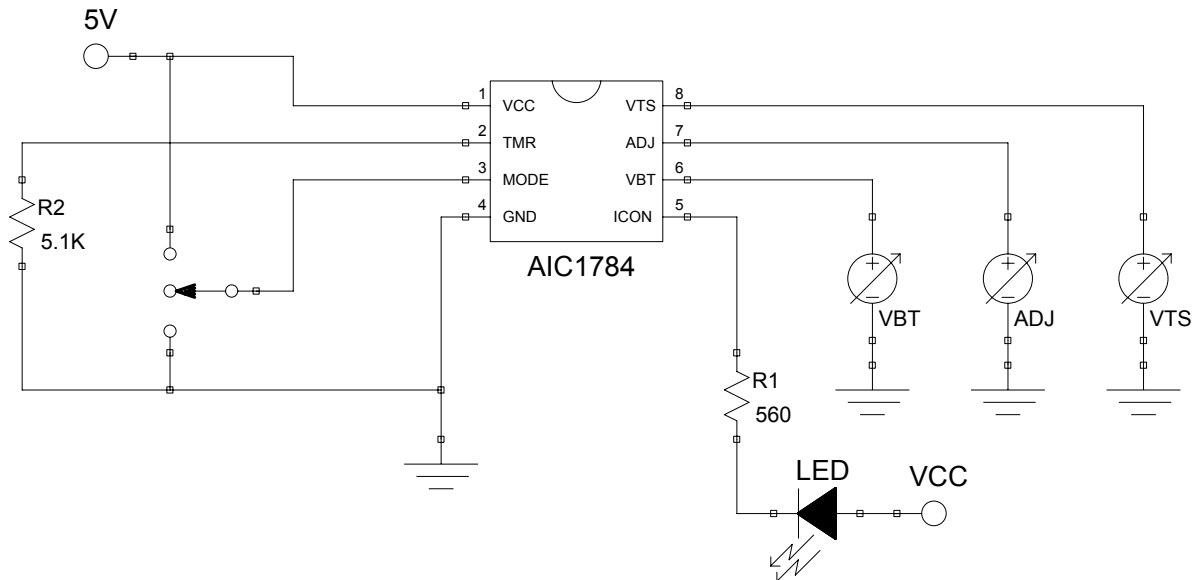 5V
1 VCC VTS 8
2 TMR ADJ 7
3 MODE VBT 6
4 GND ICON 5
AIC1784
R2
5.1K
VBT
ADJ
VTS
R1
560
LED
VCC